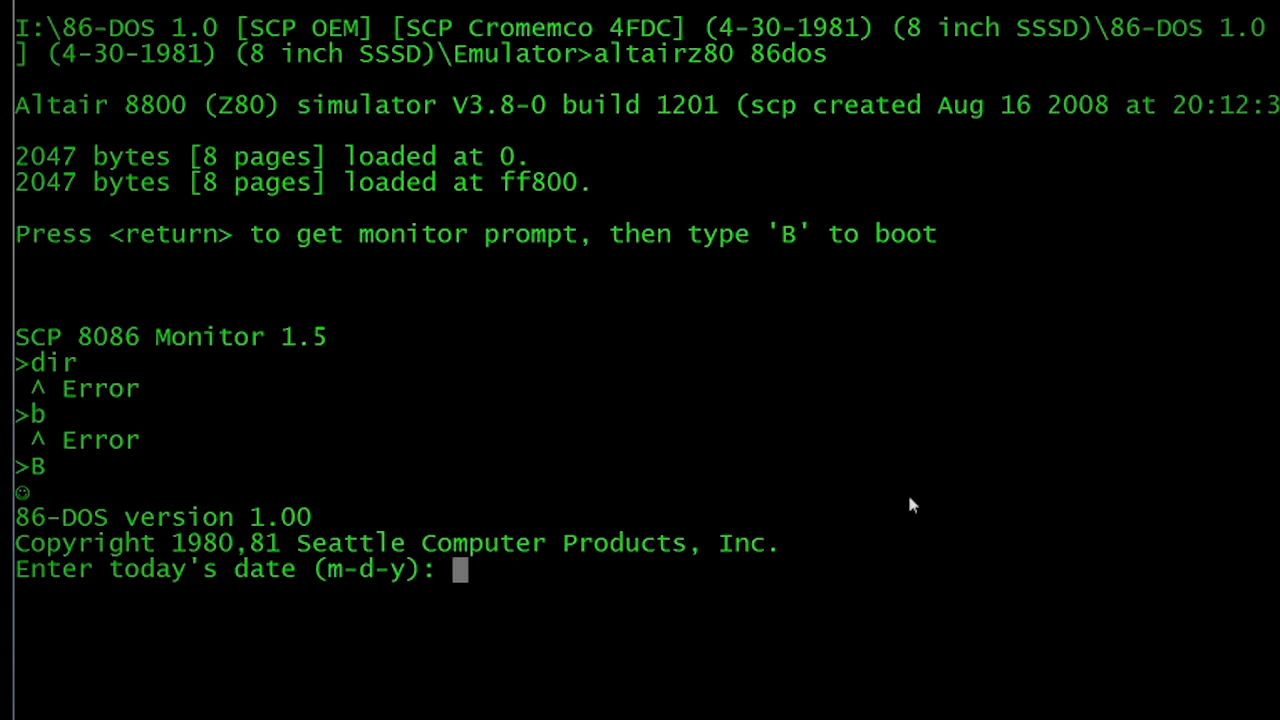 I:\86-DOS 1.0 [SCP OEM] [SCP Cromemco 4FDC] (4-30-1981) (8 inch SSSD)\86-DOS 1.0
] (4-30-1981) (8 inch SSSD)\Emulator>altairz80 86dos
Altair 8800 (Z80) simulator V3.8-0 build 1201 (scp created Aug 16 2008 at 20:12:3
2047 bytes [8 pages] loaded at 0.
2047 bytes [8 pages] loaded at ff800.
Press <return> to get monitor prompt, then type 'B' to boot
SCP 8086 Monitor 1.5
>dir
^ Error
>b
^ Error
>B
☺
86-DOS version 1.00
Copyright 1980,81 Seattle Computer Products, Inc.
Enter today's date (m-d-y):